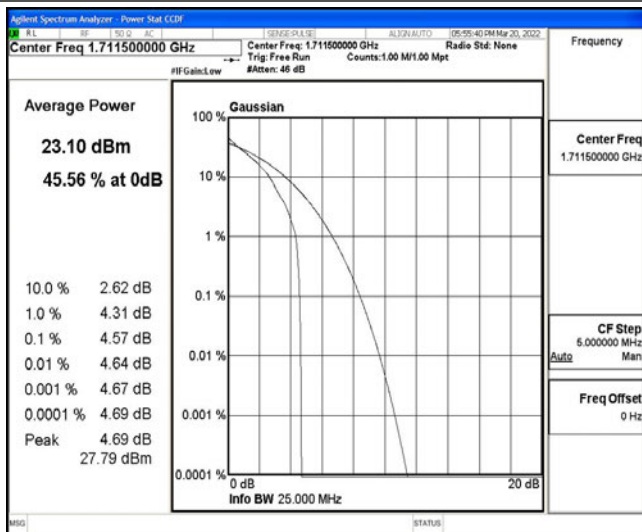 Agilent Spectrum Analyzer - Power Stat CCDF
RL RF 50 Ω AC SENSE:PULSE ALIGN AUTO 05:55:40 PM Mar 20, 2022
Center Freq 1.711500000 GHz
Center Freq: 1.711500000 GHz
Radio Std: None
Trig: Free Run
Counts:1.00 M/1.00 Mpt
#IFGain:Low
#Atten: 46 dB
Frequency
Average Power
23.10 dBm
45.56 % at 0dB
10.0 % 2.62 dB
1.0 % 4.31 dB
0.1 % 4.57 dB
0.01 % 4.64 dB
0.001 % 4.67 dB
0.0001 % 4.69 dB
Peak 4.69 dB
27.79 dBm
Gaussian
100 %
10 %
1 %
0.1 %
0.01 %
0.001 %
0.0001 %
0 dB
20 dB
Info BW 25.000 MHz
Center Freq
1.711500000 GHz
CF Step
5.000000 MHz
Auto Man
Freq Offset
0 Hz
MSG
STATUS